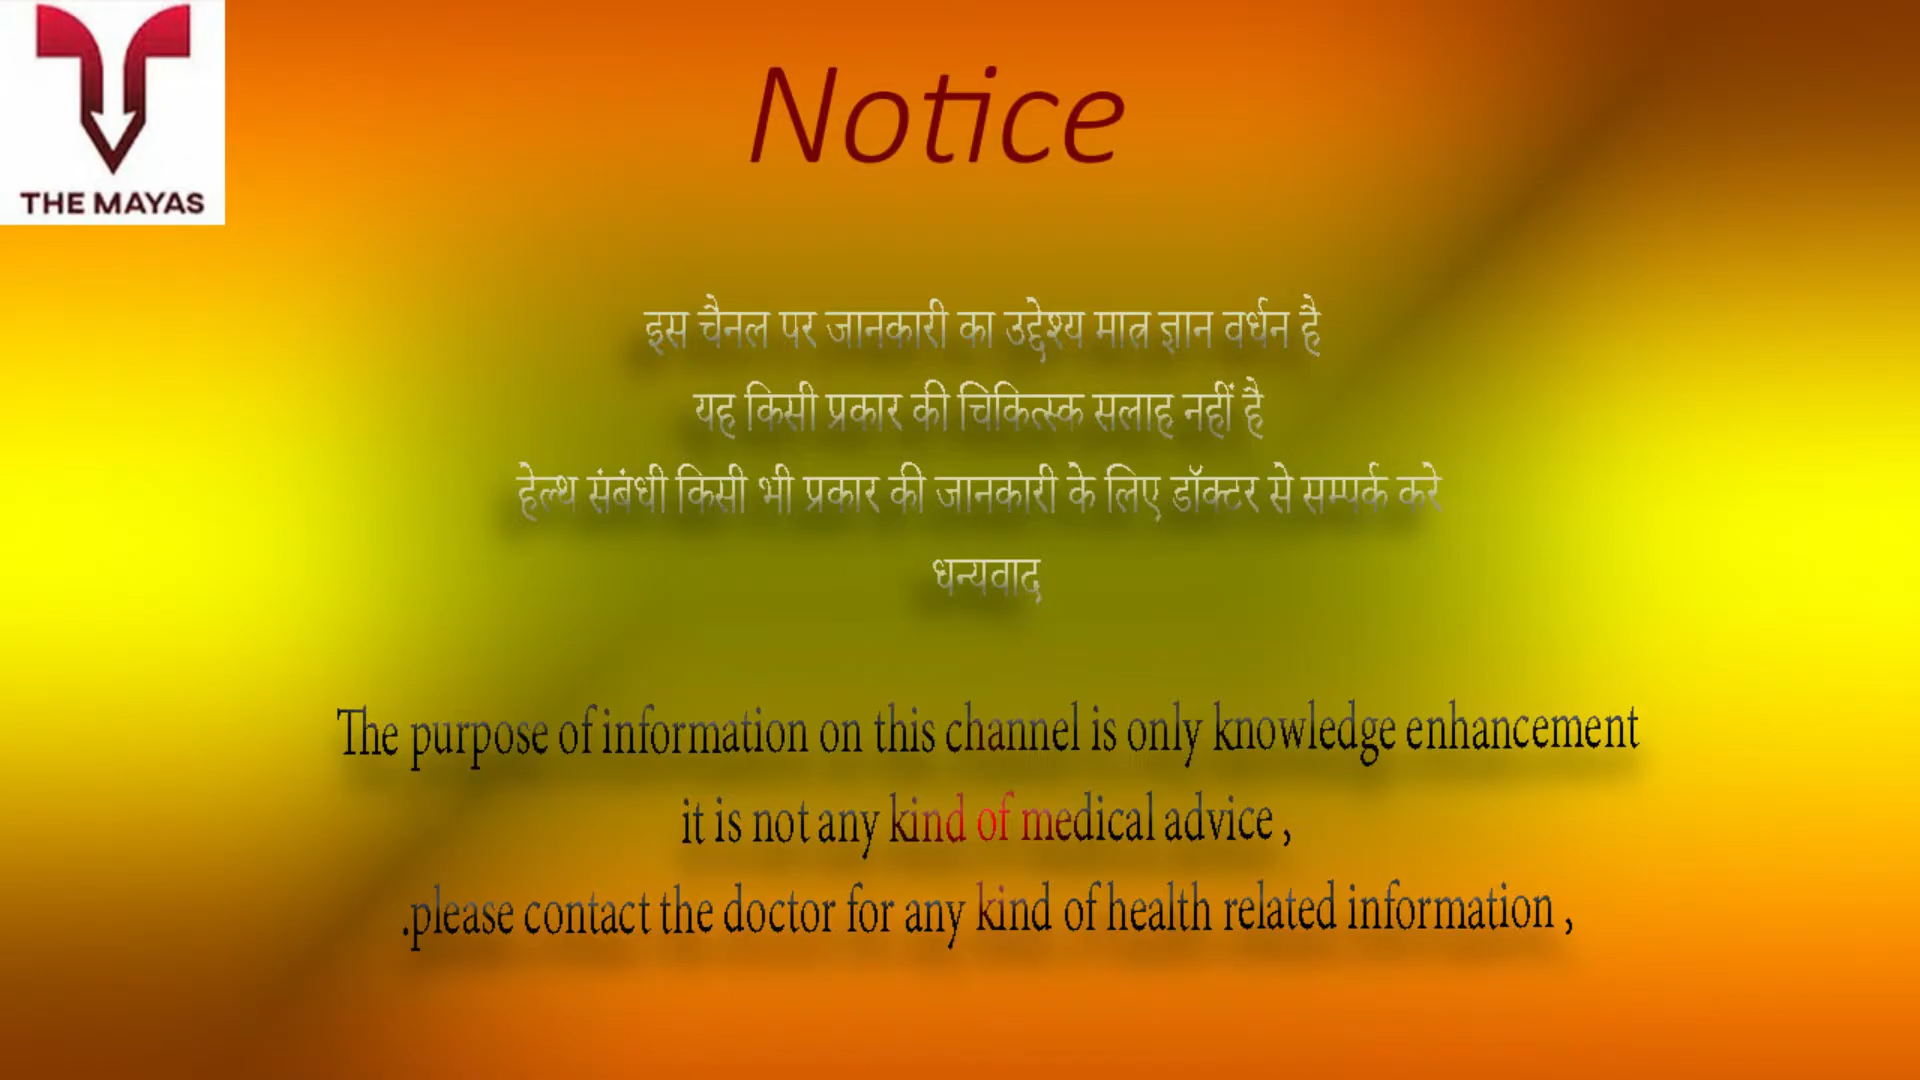 THE MAYAS
Notice
इस चैनल पर जानकारी का उद्देश्य मात्र ज्ञान वर्धन है
यह किसी प्रकार की चिकित्स्क सलाह नहीं है
हेल्थ संबंधी किसी भी प्रकार की जानकारी के लिए डॉक्टर से सम्पर्क करे
धन्यवाद
The purpose of information on this channel is only knowledge enhancement
it is not any kind of medical advice ,
.please contact the doctor for any kind of health related information ,